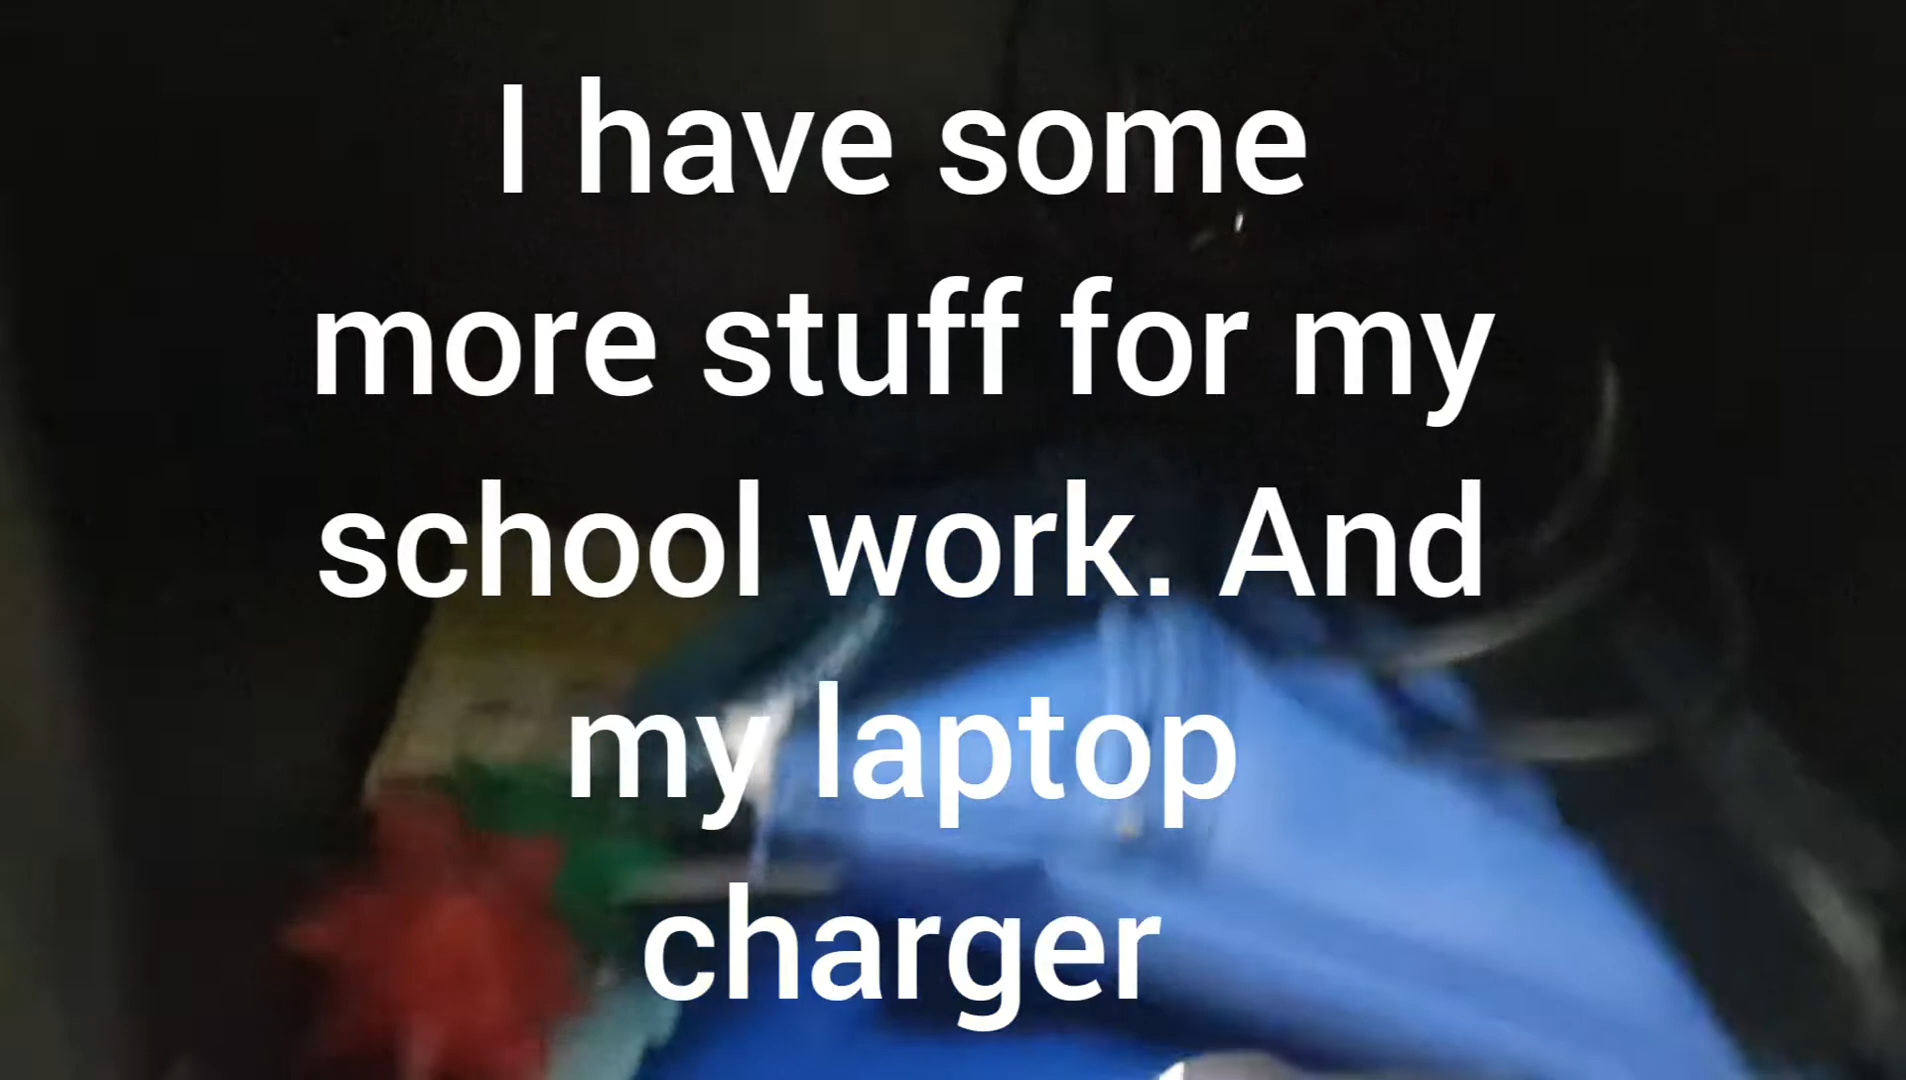 I have some
more stuff for my
school work. And
my laptop
charger